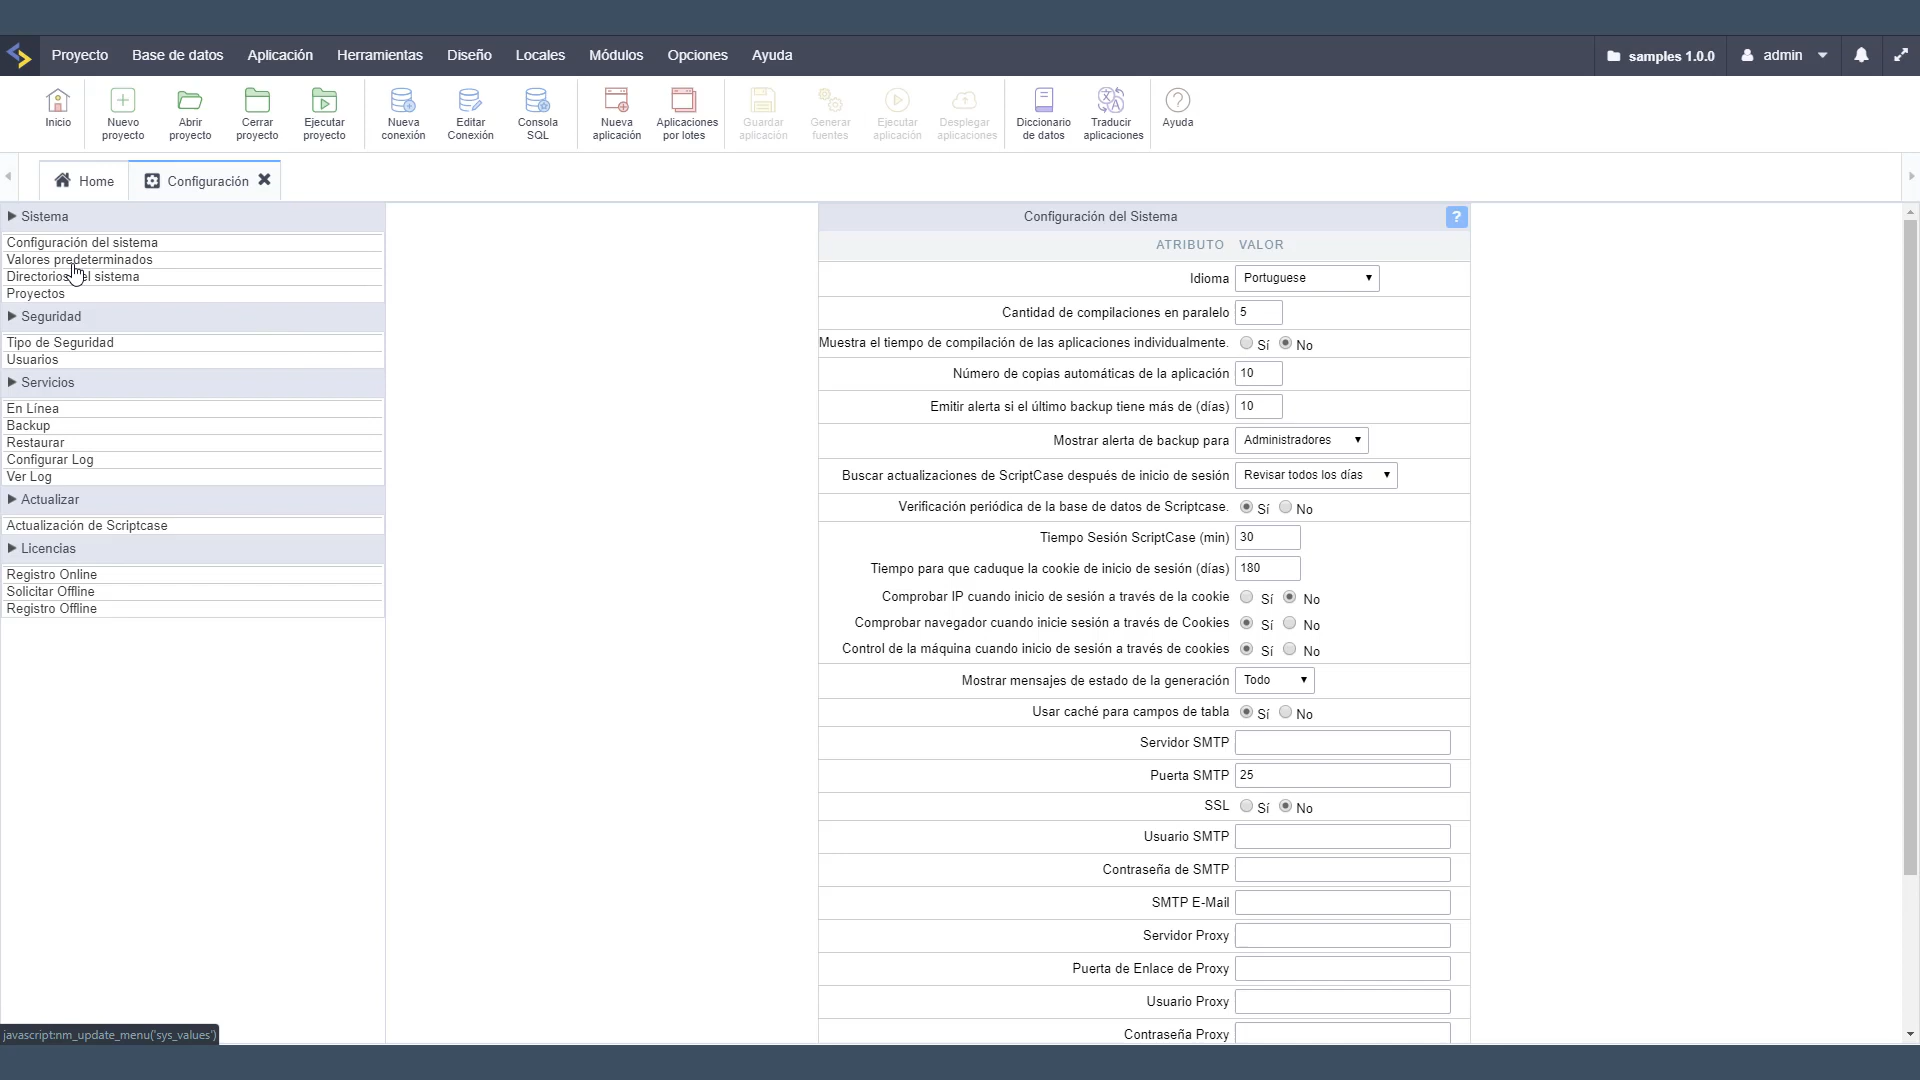 Proyecto Base de datos Aplicación Herramientas Diseño Locales Módulos Opciones Ayuda samples 1.0.0 admin
Inicio
Nuevo proyecto
Abrir proyecto
Cerrar proyecto
Ejecutar proyecto
Nueva conexión
Editar Conexión
Consola SQL
Nueva aplicación
Aplicaciones por lotes
Guardar aplicación
Generar fuentes
Ejecutar aplicación
Desplegar aplicaciones
Diccionario de datos
Traducir aplicaciones
Ayuda
Home Configuración
Sistema
Configuración del sistema
Valores predeterminados
Directorios del sistema
Proyectos
Seguridad
Tipo de Seguridad
Usuarios
Servicios
En Línea
Backup
Restaurar
Configurar Log
Ver Log
Actualizar
Actualización de Scriptcase
Licencias
Registro Online
Solicitar Offline
Registro Offline
Configuración del Sistema ?
ATRIBUTO VALOR
Idioma Portuguese
Cantidad de compilaciones en paralelo 5
Muestra el tiempo de compilación de las aplicaciones individualmente. Sí No
Número de copias automáticas de la aplicación 10
Emitir alerta si el último backup tiene más de (días) 10
Mostrar alerta de backup para Administradores
Buscar actualizaciones de ScriptCase después de inicio de sesión Revisar todos los días
Verificación periódica de la base de datos de Scriptcase. Sí No
Tiempo Sesión ScriptCase (min) 30
Tiempo para que caduque la cookie de inicio de sesión (días) 180
Comprobar IP cuando inicio de sesión a través de la cookie Sí No
Comprobar navegador cuando inicie sesión a través de Cookies Sí No
Control de la máquina cuando inicio de sesión a través de cookies Sí No
Mostrar mensajes de estado de la generación Todo
Usar caché para campos de tabla Sí No
Servidor SMTP
Puerta SMTP 25
SSL Sí No
Usuario SMTP
Contraseña de SMTP
SMTP E-Mail
Servidor Proxy
Puerta de Enlace de Proxy
Usuario Proxy
Contraseña Proxy
javascript:nm_update_menu('sys_values')